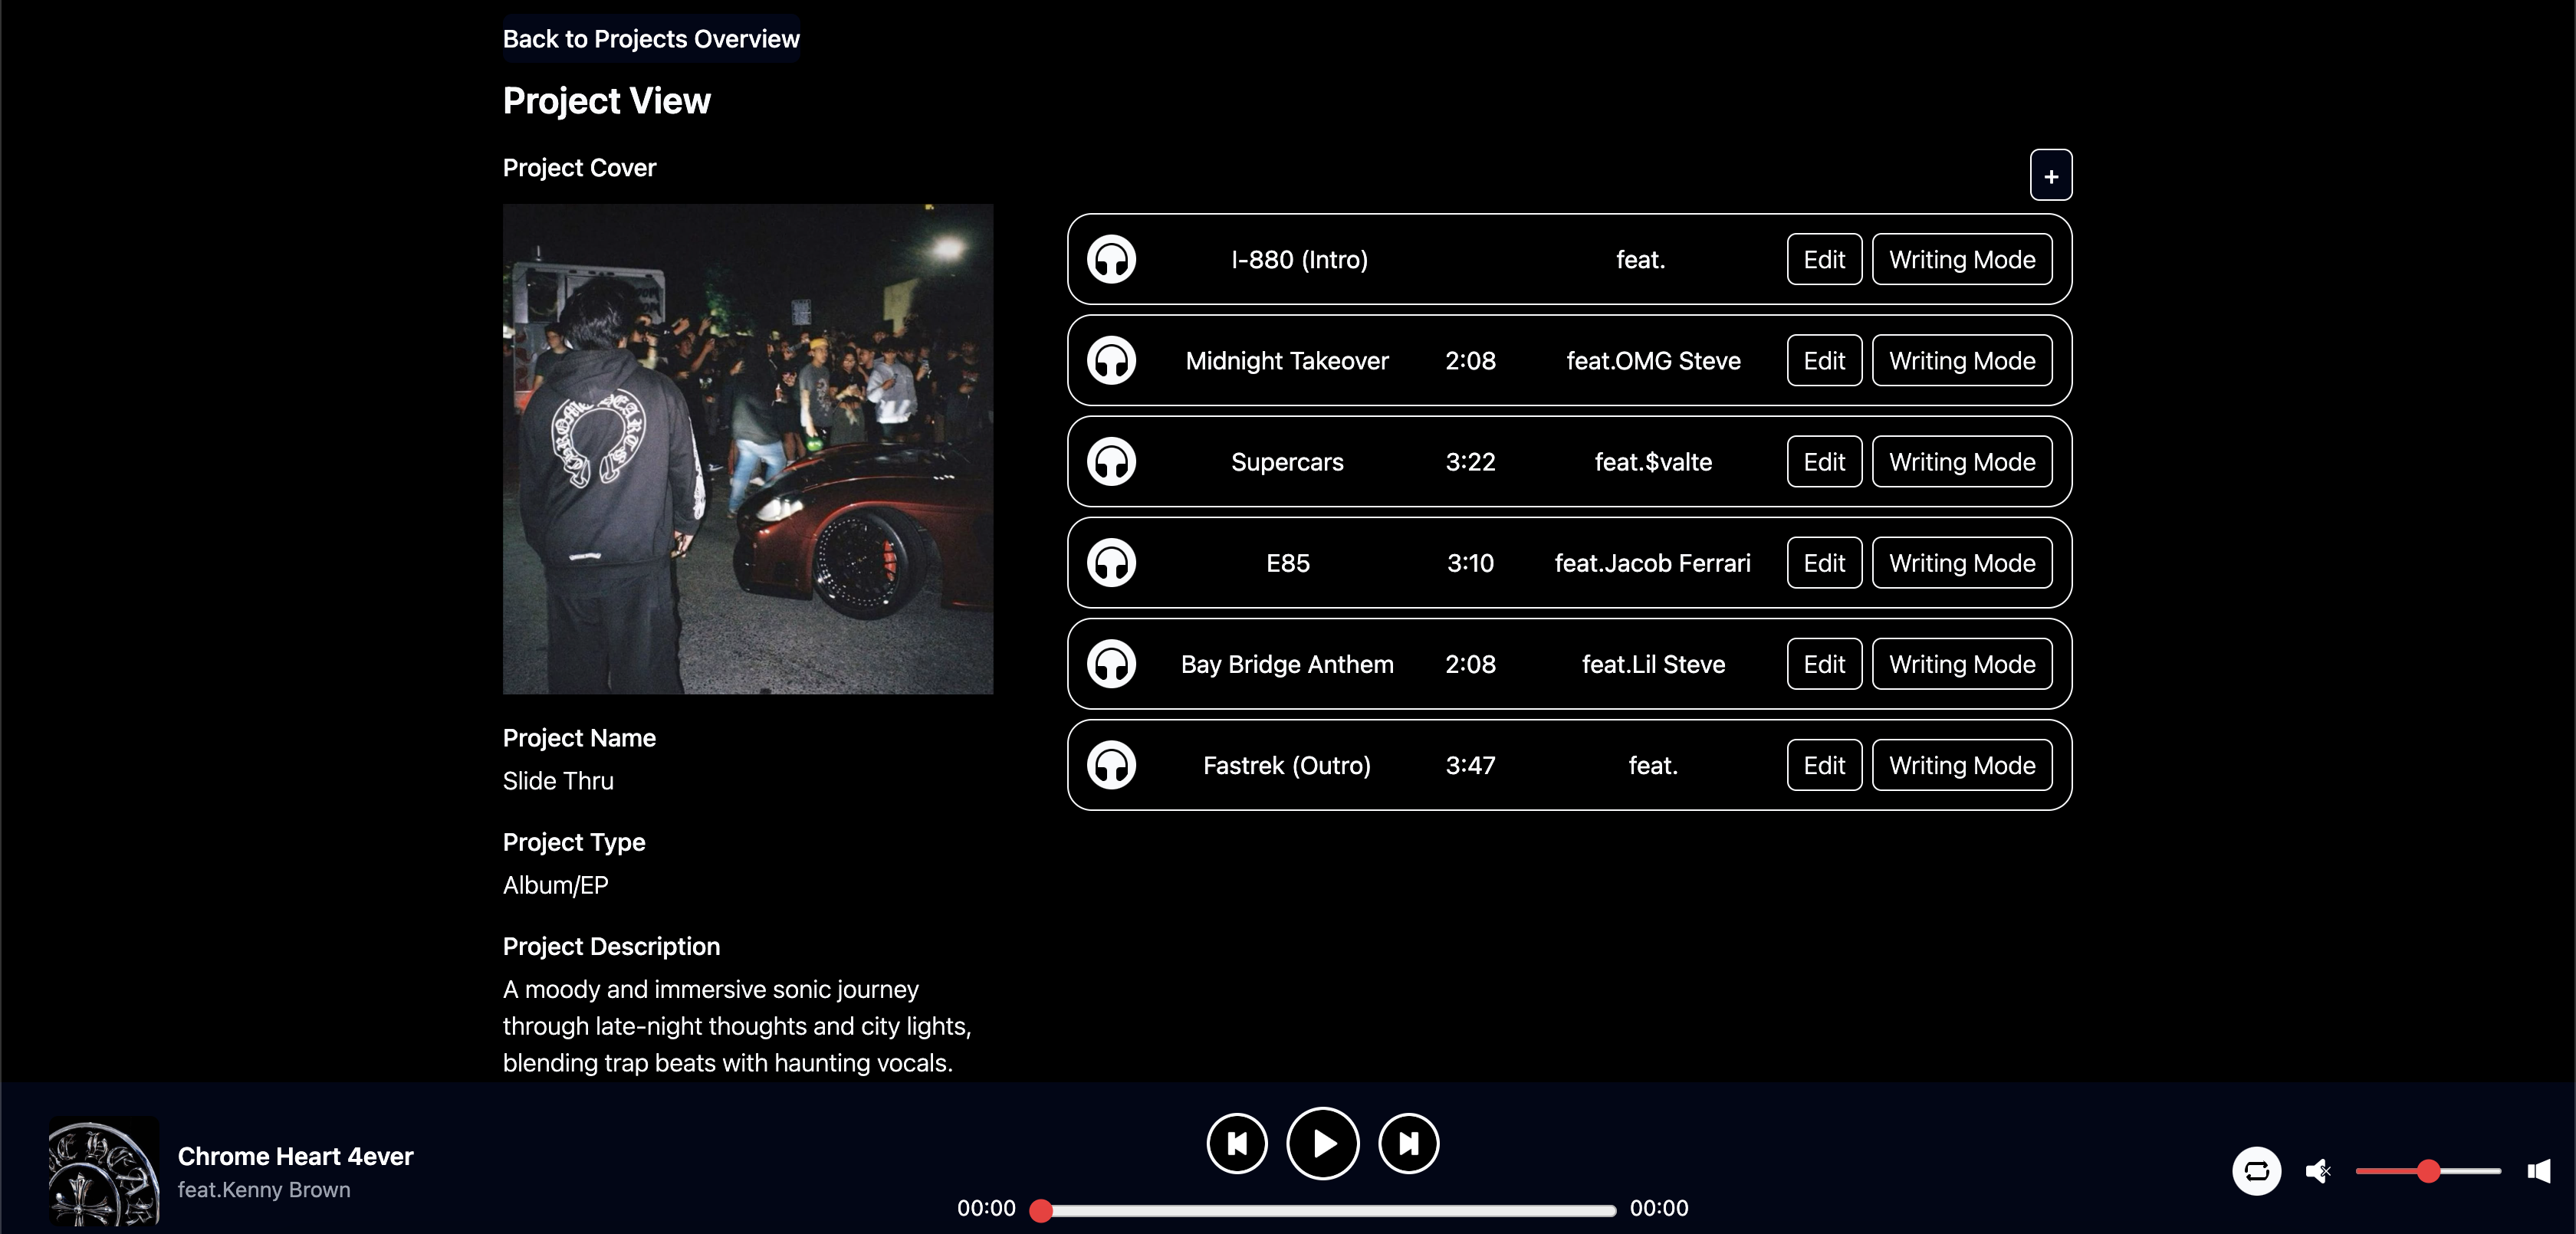 Back to Projects Overview
Project View
Project Cover
+
I-880 (Intro) feat. Edit Writing Mode
Midnight Takeover 2:08 feat.OMG Steve Edit Writing Mode
Supercars 3:22 feat.$valte Edit Writing Mode
E85 3:10 feat.Jacob Ferrari Edit Writing Mode
Bay Bridge Anthem 2:08 feat.Lil Steve Edit Writing Mode
Fastrek (Outro) 3:47 feat. Edit Writing Mode
Project Name
Slide Thru
Project Type
Album/EP
Project Description
A moody and immersive sonic journey
through late-night thoughts and city lights,
blending trap beats with haunting vocals.
Chrome Heart 4ever
feat.Kenny Brown
00:00 00:00